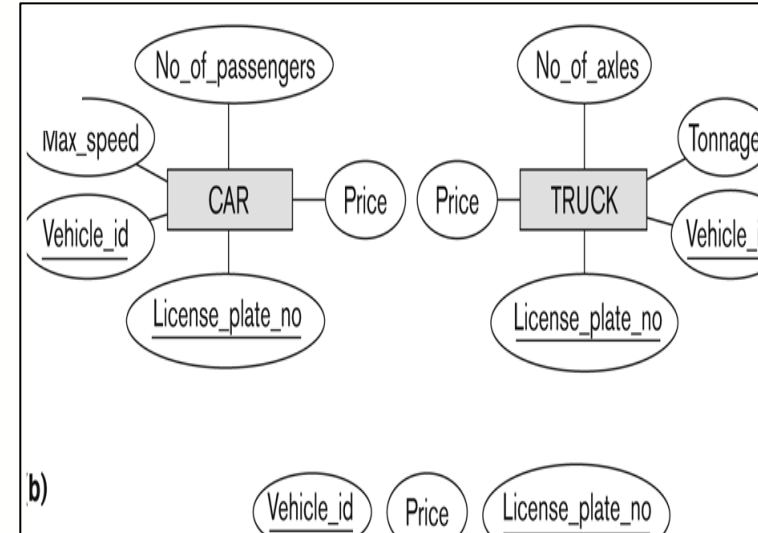 No_of_passengers
No_of_axles
Max_speed
Tonnage
CAR
Price
Price
TRUCK
Vehicle_id
License_plate_no
License_plate_no
b)
Vehicle_id
Price
License_plate_no